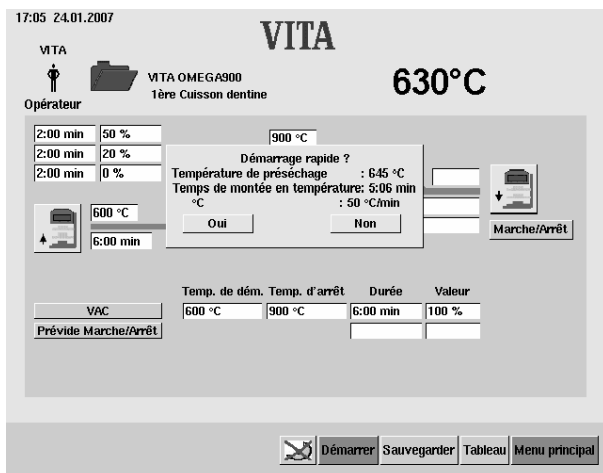 17:05 24.01.2007
VITA
VITA
VITA OMEGA900
1ère Cuisson dentine
630°C
Opérateur
2:00 min 50 %
2:00 min 20 %
2:00 min 0 %
900 °C
Démarrage rapide ?
Température de préséchage : 645 °C
Temps de montée en température: 5:06 min
°C : 50 °C/min
Oui Non
600 °C
6:00 min
Marche/Arrêt
Temp. de dém. Temp. d'arrêt Durée Valeur
VAC 600 °C 900 °C 6:00 min 100 %
Prévide Marche/Arrêt
Démarrer Sauvegarder Tableau Menu principal